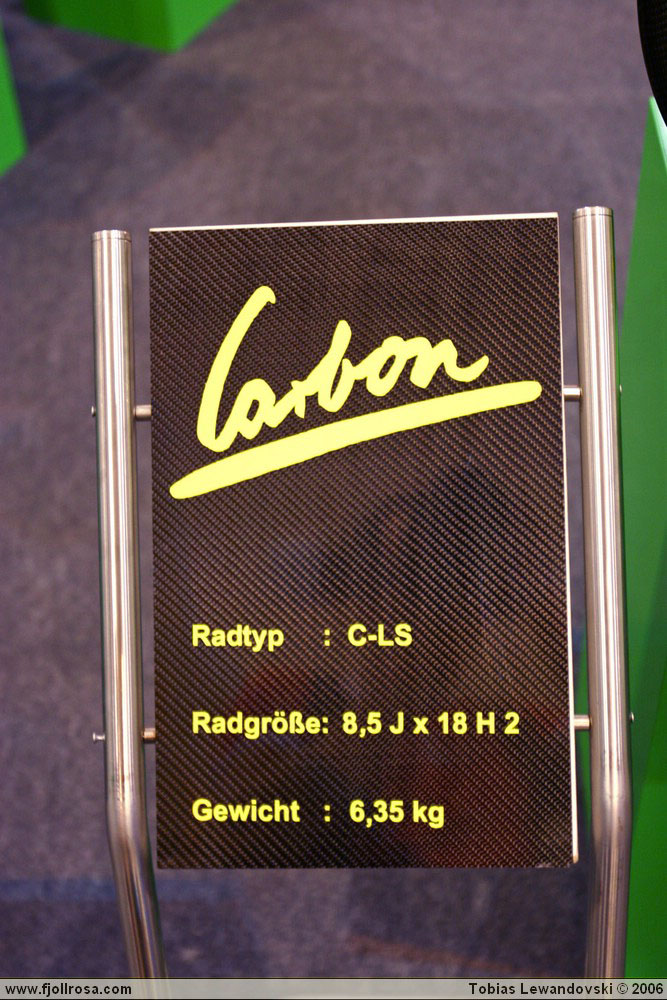 Carbon
Radtyp : C-LS
Radgröße: 8,5 J x 18 H 2
Gewicht : 6,35 kg
www.fjollrosa.com Tobias Lewandovski © 2006